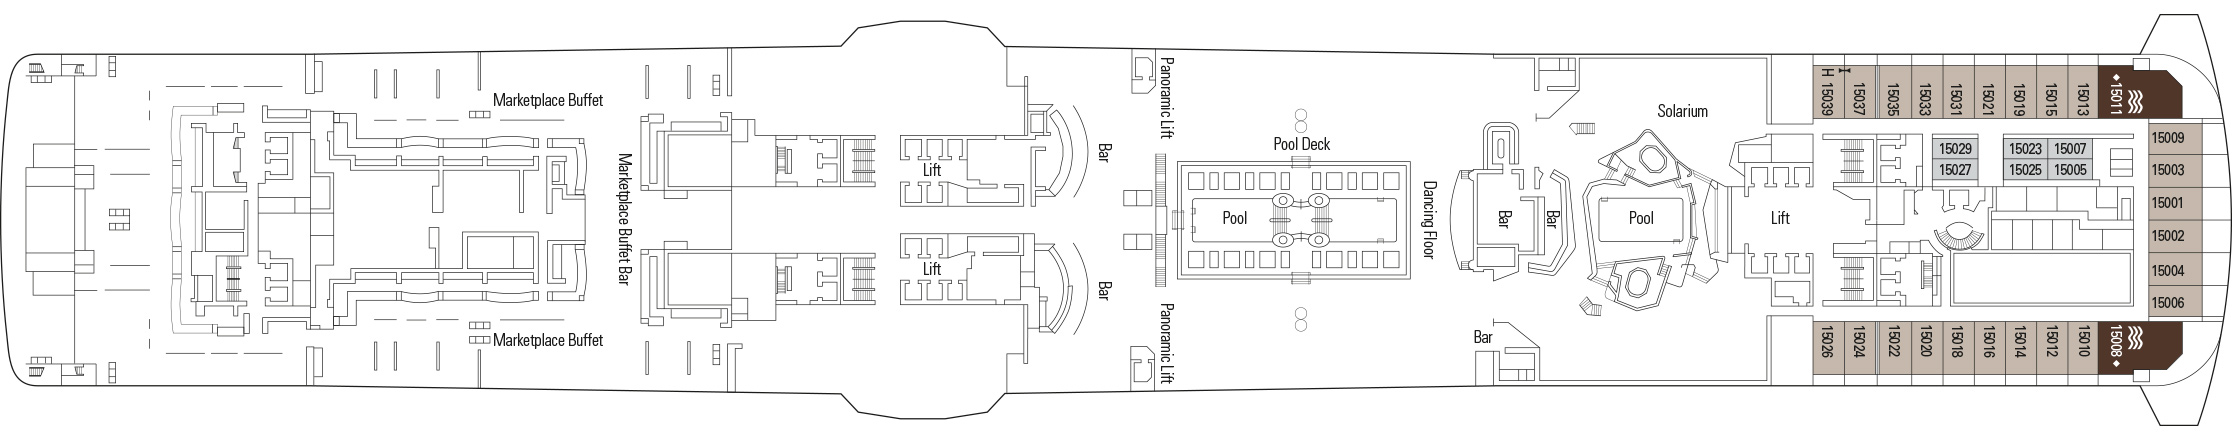 Marketplace Buffet
Marketplace Buffet Bar
Marketplace Buffet
Lift
Lift
Bar
Bar
Panoramic Lift
Panoramic Lift
Pool Deck
Pool
Dancing Floor
Bar
Bar
Bar
Solarium
Pool
Lift
H 15039
15037
15035
15033
15031
15021
15019
15015
15013
15011
15029
15027
15023
15007
15025
15005
15009
15003
15001
15002
15004
15006
15026
15024
15022
15020
15018
15016
15014
15012
15010
15008